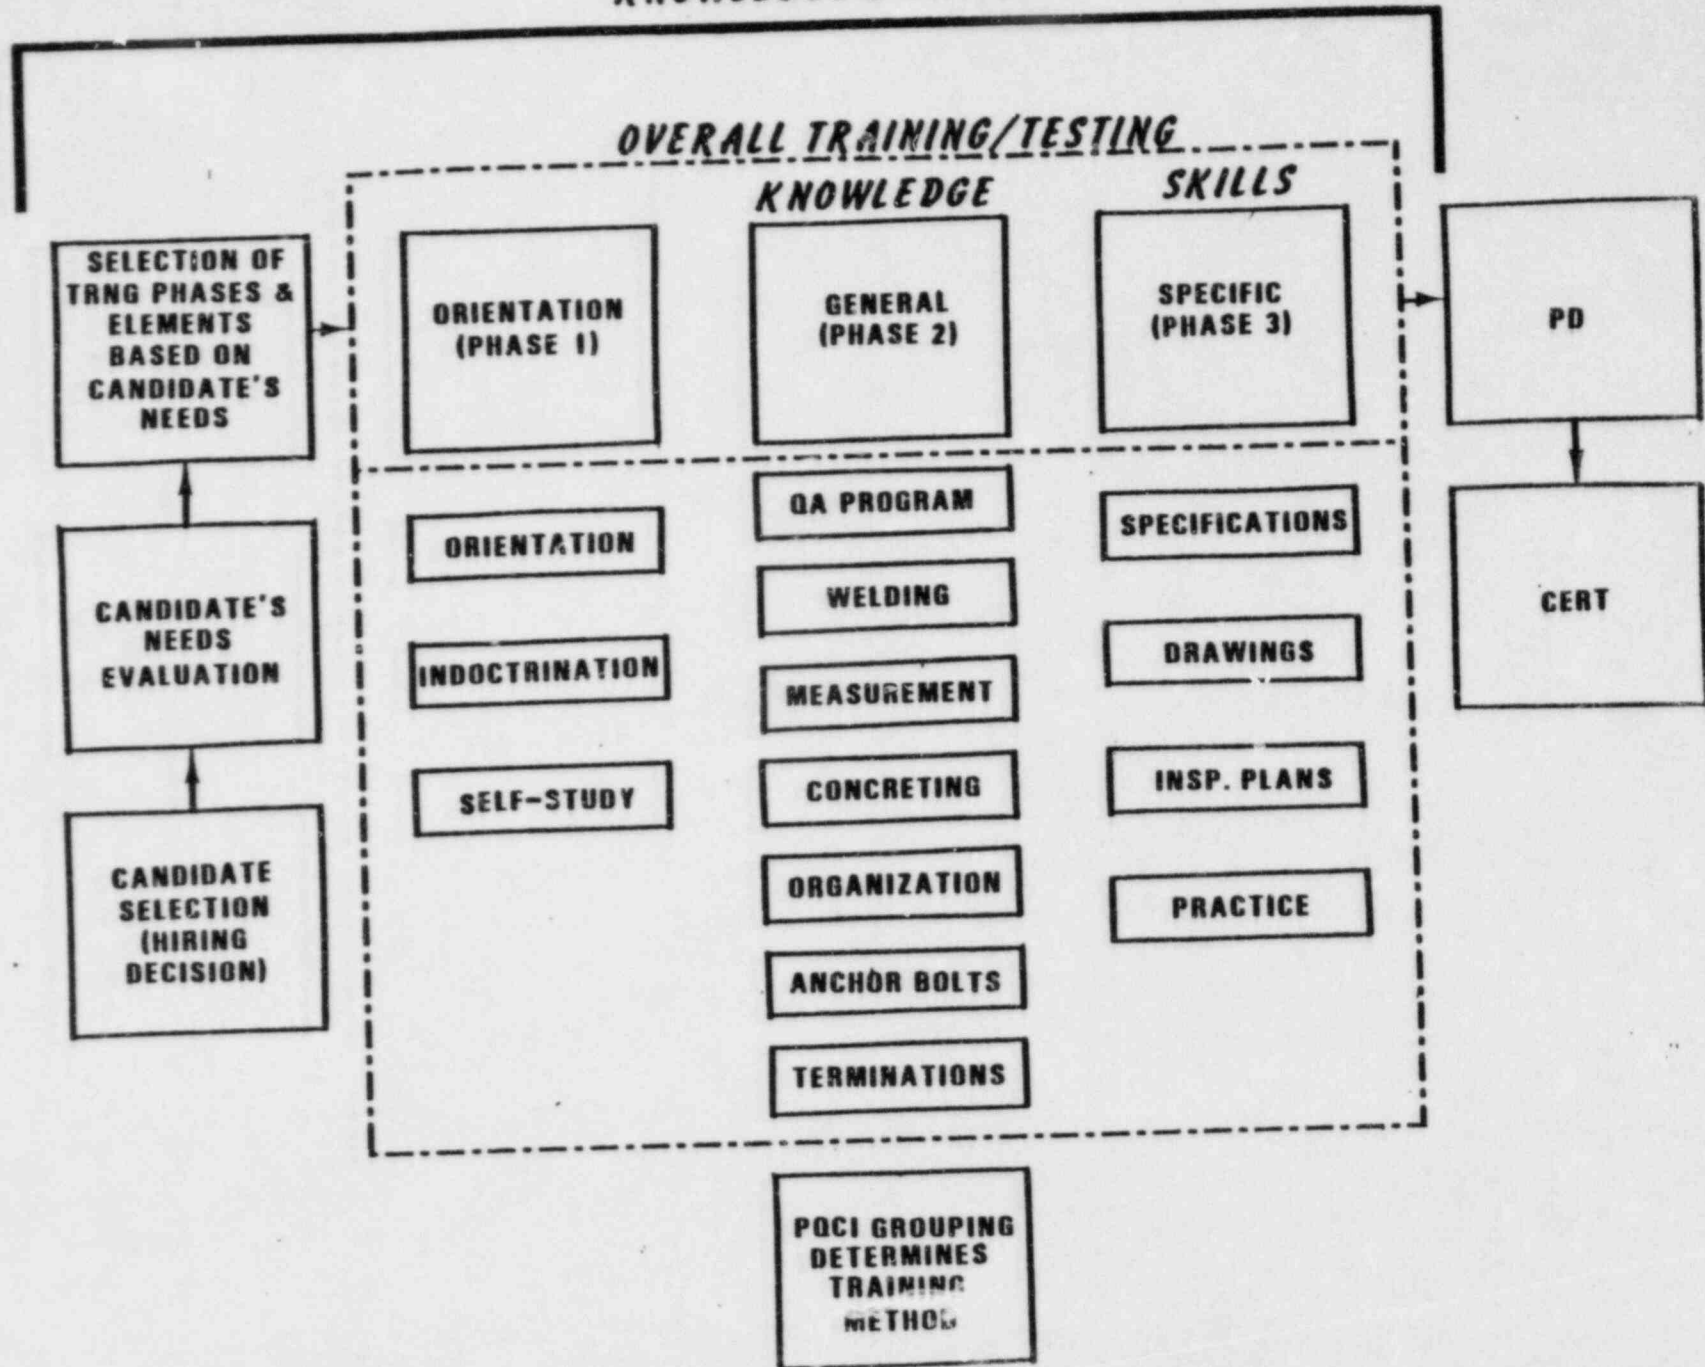 OVERALL TRAINING/TESTING
KNOWLEDGE
SKILLS
SELECTION OF
TRNG PHASES &
ELEMENTS
BASED ON
CANDIDATE'S
NEEDS
ORIENTATION
(PHASE 1)
GENERAL
(PHASE 2)
SPECIFIC
(PHASE 3)
PD
CANDIDATE'S
NEEDS
EVALUATION
CANDIDATE
SELECTION
(HIRING
DECISION)
ORIENTATION
INDOCTRINATION
SELF-STUDY
QA PROGRAM
WELDING
MEASUREMENT
CONCRETING
ORGANIZATION
ANCHOR BOLTS
TERMINATIONS
SPECIFICATIONS
DRAWINGS
INSP. PLANS
PRACTICE
CERT
PQCI GROUPING
DETERMINES
TRAINING
METHOD